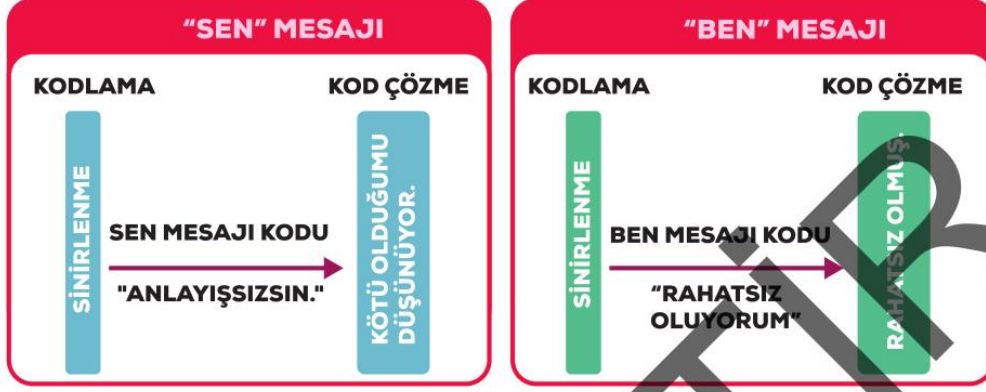 “SEN” MESAJI
KODLAMA
KOD ÇÖZME
SİNİRLENME
SEN MESAJI KODU
"ANLAYIŞSIZSIN."
KÖTÜ OLDUĞUMU
DÜŞÜNÜYOR.
“BEN” MESAJI
KODLAMA
KOD ÇÖZME
SİNİRLENME
BEN MESAJI KODU
“RAHATSIZ
OLUYORUM”
RAHATSIZ OLMUŞ.
TİR